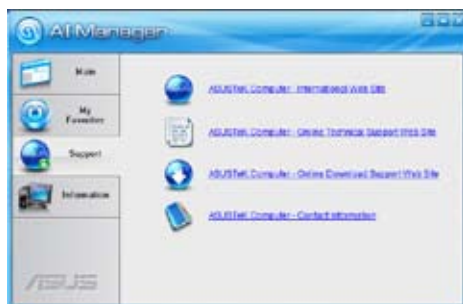 AI Manager
Main
My
Favorites
Support
Information
ASUSTeK Computer - International Web Site
ASUSTeK Computer - Online Technical Support Web Site
ASUSTeK Computer - Online Download Support Web Site
ASUSTeK Computer - Contact Information
ASUS